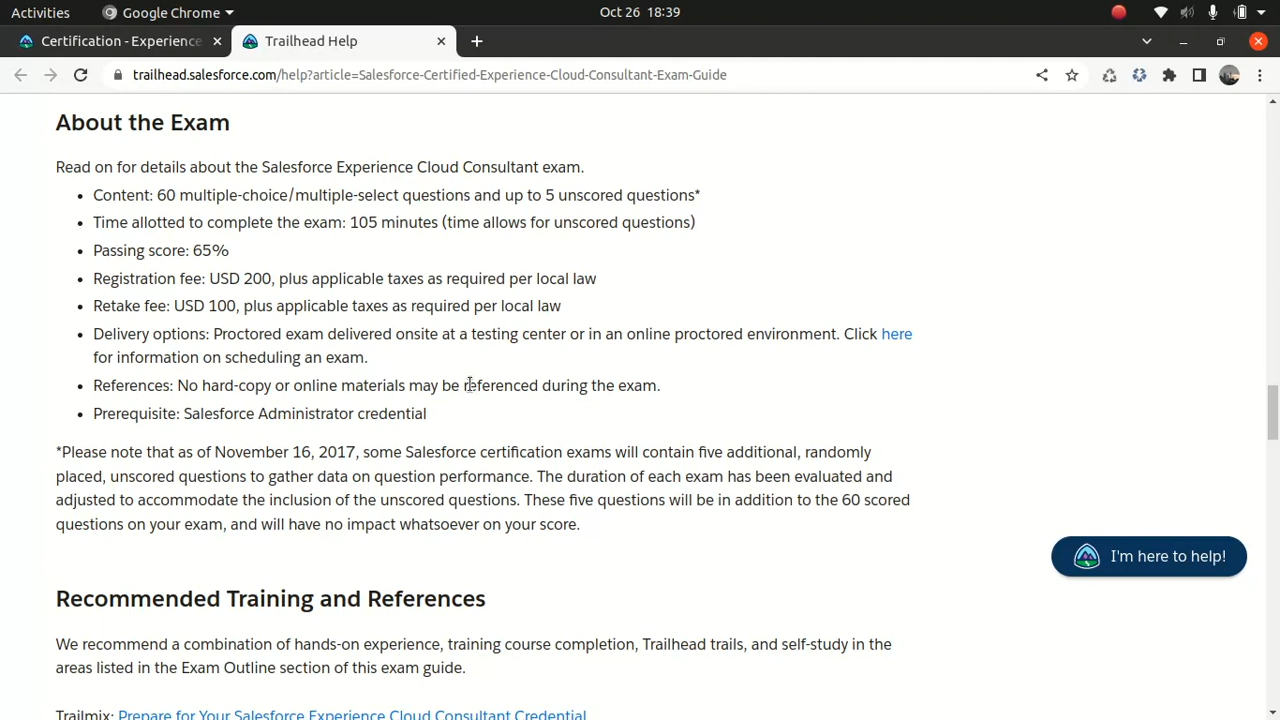 Activities
Google Chrome
Oct 26 18:39
Certification - Experience
Trailhead Help
trailhead.salesforce.com/help?article=Salesforce-Certified-Experience-Cloud-Consultant-Exam-Guide
About the Exam
Read on for details about the Salesforce Experience Cloud Consultant exam.
• Content: 60 multiple-choice/multiple-select questions and up to 5 unscored questions*
• Time allotted to complete the exam: 105 minutes (time allows for unscored questions)
• Passing score: 65%
• Registration fee: USD 200, plus applicable taxes as required per local law
• Retake fee: USD 100, plus applicable taxes as required per local law
• Delivery options: Proctored exam delivered onsite at a testing center or in an online proctored environment. Click here
for information on scheduling an exam.
• References: No hard-copy or online materials may be referenced during the exam.
• Prerequisite: Salesforce Administrator credential
*Please note that as of November 16, 2017, some Salesforce certification exams will contain five additional, randomly
placed, unscored questions to gather data on question performance. The duration of each exam has been evaluated and
adjusted to accommodate the inclusion of the unscored questions. These five questions will be in addition to the 60 scored
questions on your exam, and will have no impact whatsoever on your score.
I'm here to help!
Recommended Training and References
We recommend a combination of hands-on experience, training course completion, Trailhead trails, and self-study in the
areas listed in the Exam Outline section of this exam guide.
Trailmix: Prepare for Your Salesforce Experience Cloud Consultant Credential